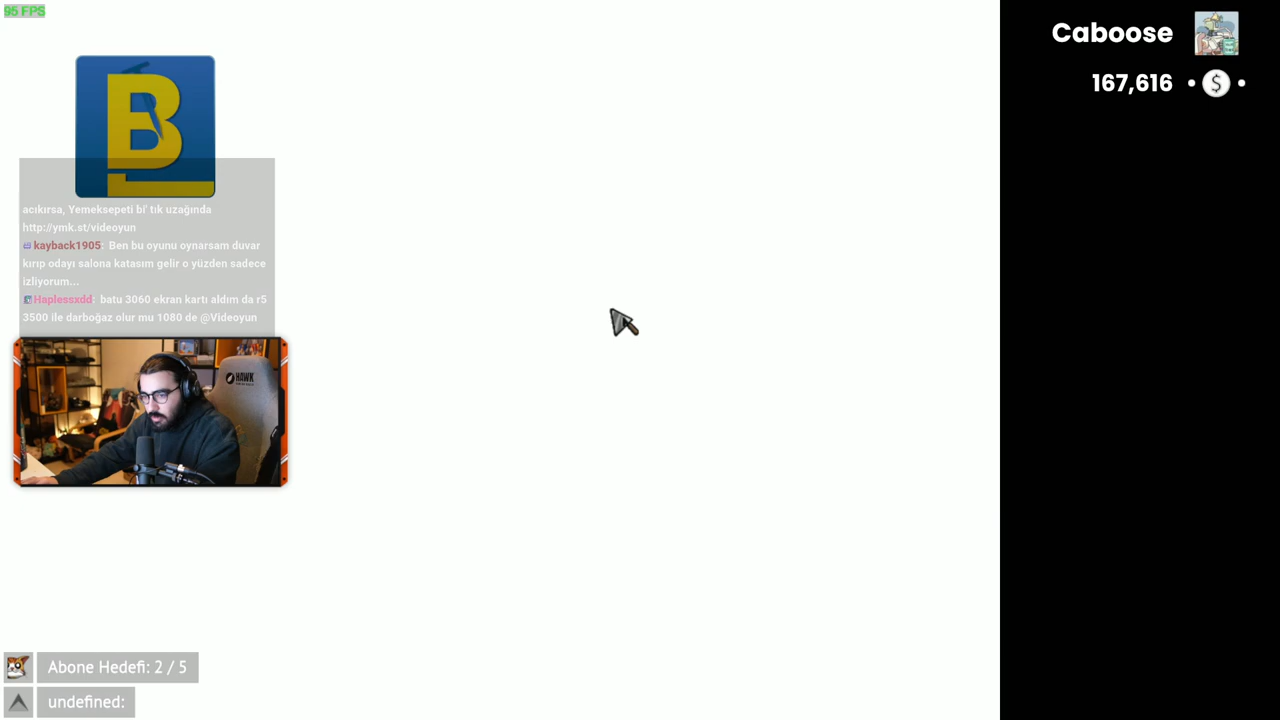 95 FPS
Caboose
167,616
B
acıkırsa, Yemeksepeti bi' tık uzağında
http://ymk.st/videoyun
kayback1905: Ben bu oyunu oynarsam duvar
kırıp odayı salona katasım gelir o yüzden sadece
izliyorum...
Haplessxdd: batu 3060 ekran kartı aldım da r5
3500 ile darboğaz olur mu 1080 de @Videoyun
HAWK
Abone Hedefi: 2 / 5
undefined: